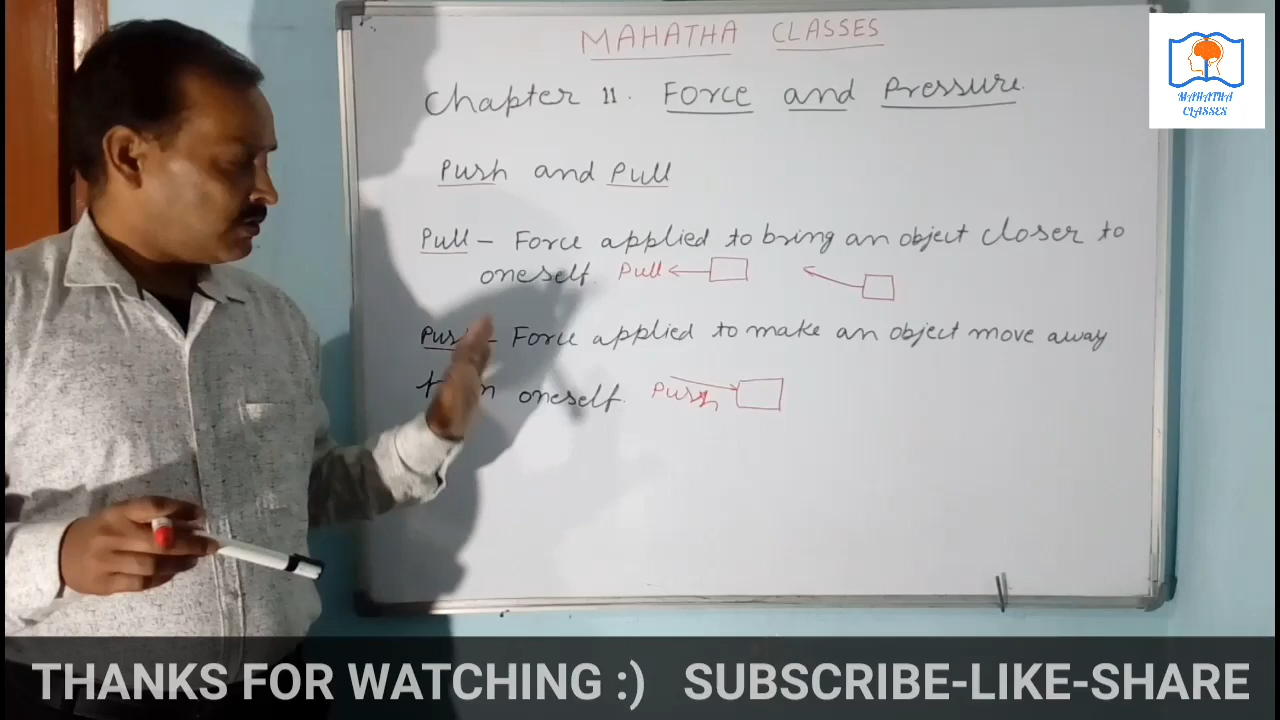 MAHATHA CLASSES
MAHATHA
CLASSES
Chapter 11. Force and Pressure.
Push and Pull
Pull - Force applied to bring an object closer to
oneself. Pull
- Force applied to make an object move away
oneself. Push
THANKS FOR WATCHING :) SUBSCRIBE-LIKE-SHARE